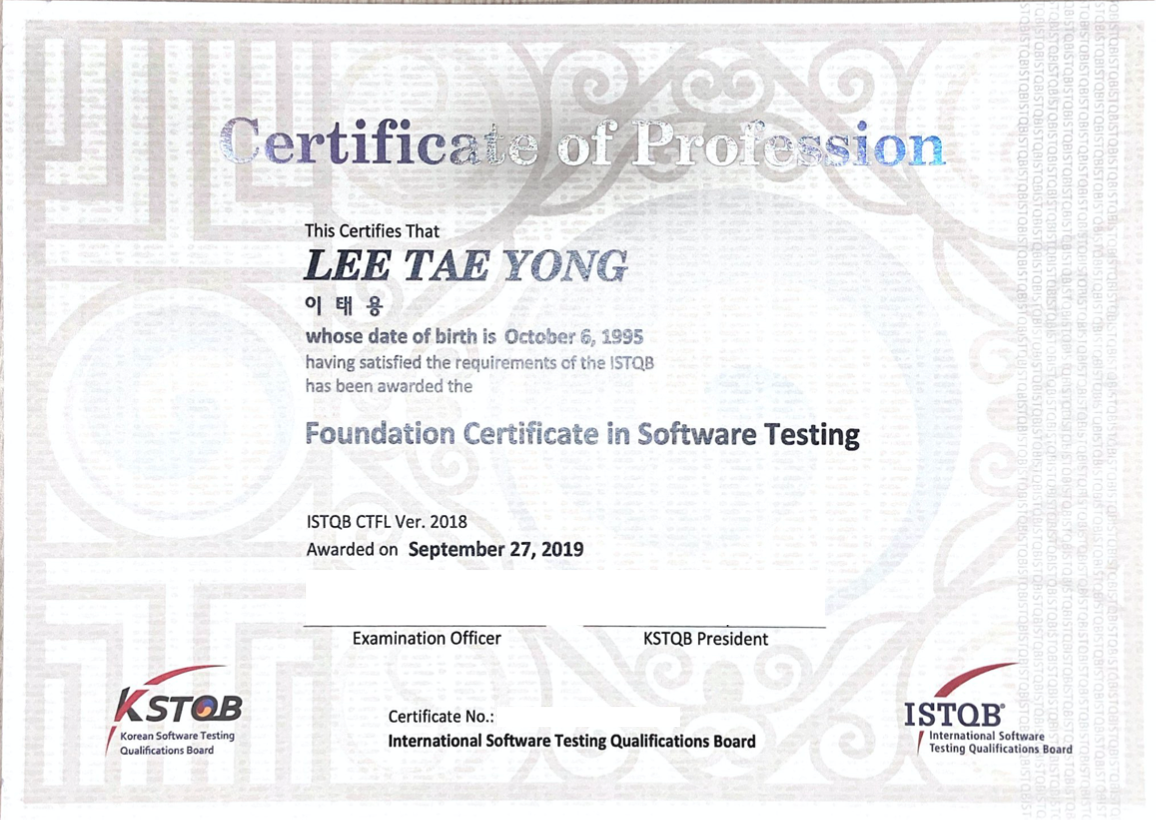 Certificate of Profession
This Certifies That
LEE TAE YONG
이 태 용
whose date of birth is October 6, 1995
having satisfied the requirements of the ISTQB
has been awarded the
Foundation Certificate in Software Testing
ISTQB CTFL Ver. 2018
Awarded on September 27, 2019
Examination Officer
KSTQB President
KSTQB
Korean Software Testing
Qualifications Board
Certificate No.:
International Software Testing Qualifications Board
ISTQB®
International Software
Testing Qualifications Board